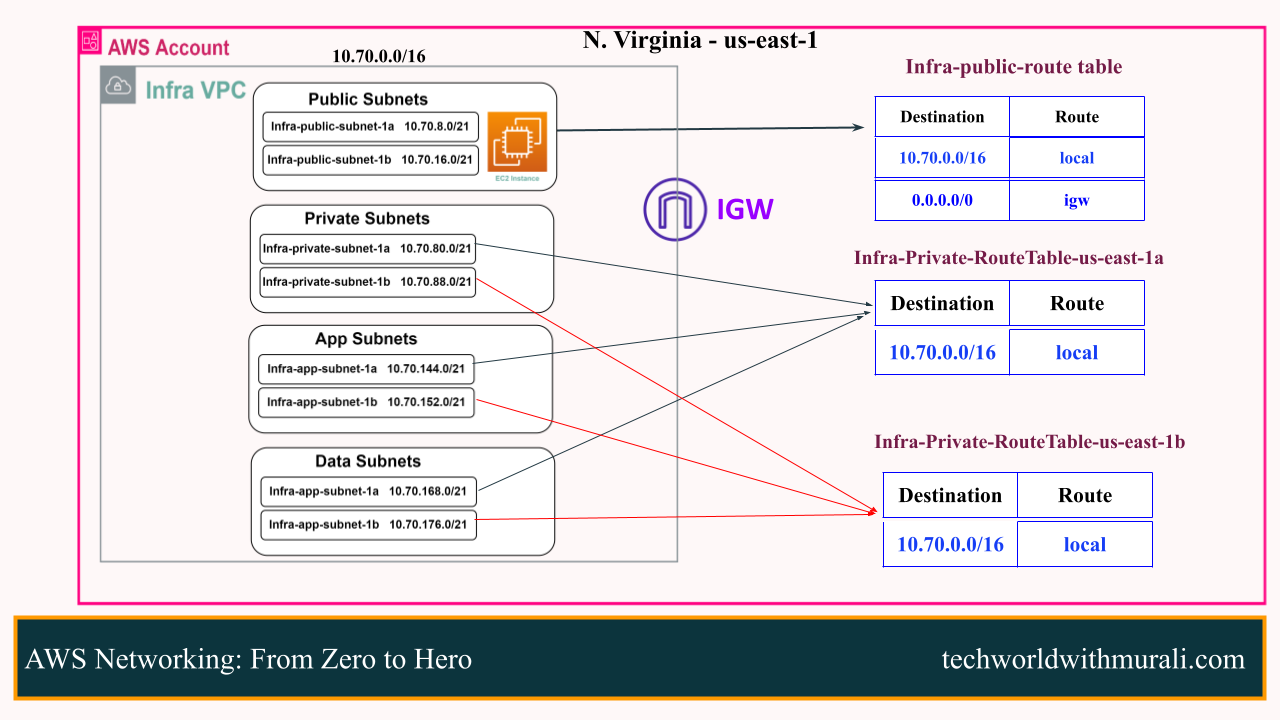 N. Virginia - us-east-1
AWS Account
10.70.0.0/16
Infra VPC
Public Subnets
Infra-public-subnet-1a 10.70.8.0/21
Infra-public-subnet-1b 10.70.16.0/21
EC2 Instance
Private Subnets
Infra-private-subnet-1a 10.70.80.0/21
Infra-private-subnet-1b 10.70.88.0/21
App Subnets
Infra-app-subnet-1a 10.70.144.0/21
Infra-app-subnet-1b 10.70.152.0/21
Data Subnets
Infra-app-subnet-1a 10.70.168.0/21
Infra-app-subnet-1b 10.70.176.0/21
IGW
Infra-public-route table
Destination Route
10.70.0.0/16 local
0.0.0.0/0 igw
Infra-Private-RouteTable-us-east-1a
Destination Route
10.70.0.0/16 local
Infra-Private-RouteTable-us-east-1b
Destination Route
10.70.0.0/16 local
AWS Networking: From Zero to Hero
techworldwithmurali.com